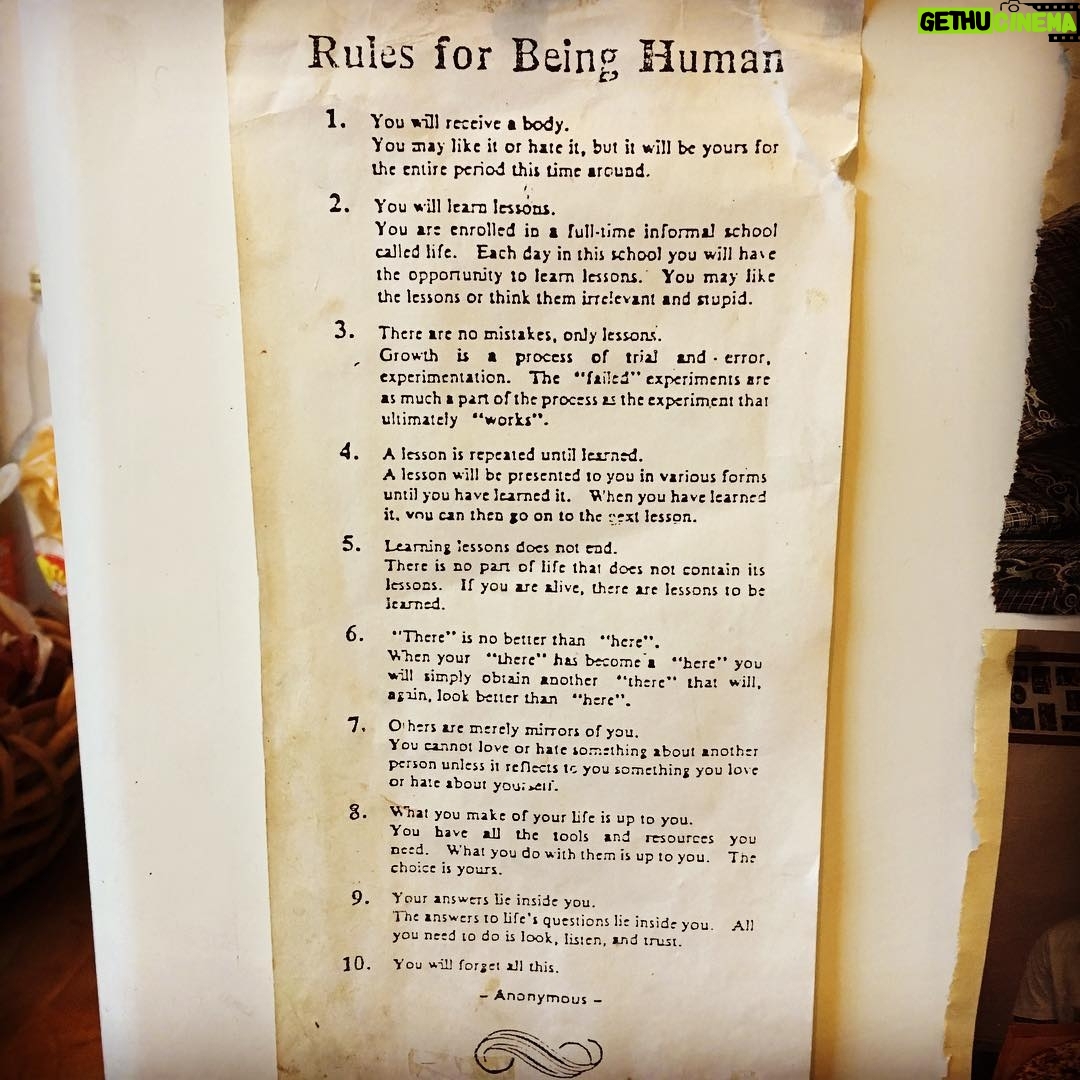 GETHU CINEMA
Rules for Being Human
1. You will receive a body.
You may like it or hate it, but it will be yours for
the entire period this time around.
2. You will learn lessons.
You are enrolled in a full-time informal school
called life. Each day in this school you will have
the opportunity to learn lessons. You may like
the lessons or think them irrelevant and stupid.
3. There are no mistakes, only lessons.
Growth is a process of trial and - error,
experimentation. The "failed" experiments are
as much a part of the process as the experiment that
ultimately "works".
4. A lesson is repeated until learned.
A lesson will be presented to you in various forms
until you have learned it. When you have learned
it, you can then go on to the next lesson.
5. Learning lessons does not end.
There is no part of life that does not contain its
lessons. If you are alive, there are lessons to be
learned.
6. "There" is no better than "here".
When your "there" has become a "here" you
will simply obtain another "there" that will,
again, look better than "here".
7. Others are merely mirrors of you.
You cannot love or hate something about another
person unless it reflects to you something you love
or hate about yourself.
8. What you make of your life is up to you.
You have all the tools and resources you
need. What you do with them is up to you. The
choice is yours.
9. Your answers lie inside you.
The answers to life's questions lie inside you. All
you need to do is look, listen, and trust.
10. You will forget all this.
- Anonymous -